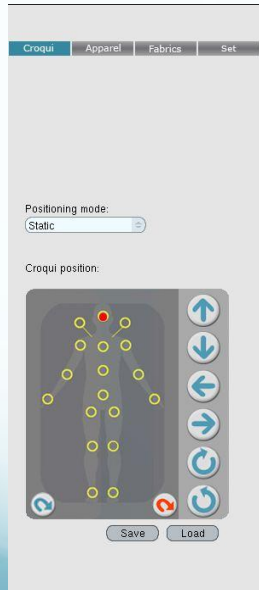 Croqui Apparel Fabrics Set
Positioning mode:
Static
Croqui position:
Save Load